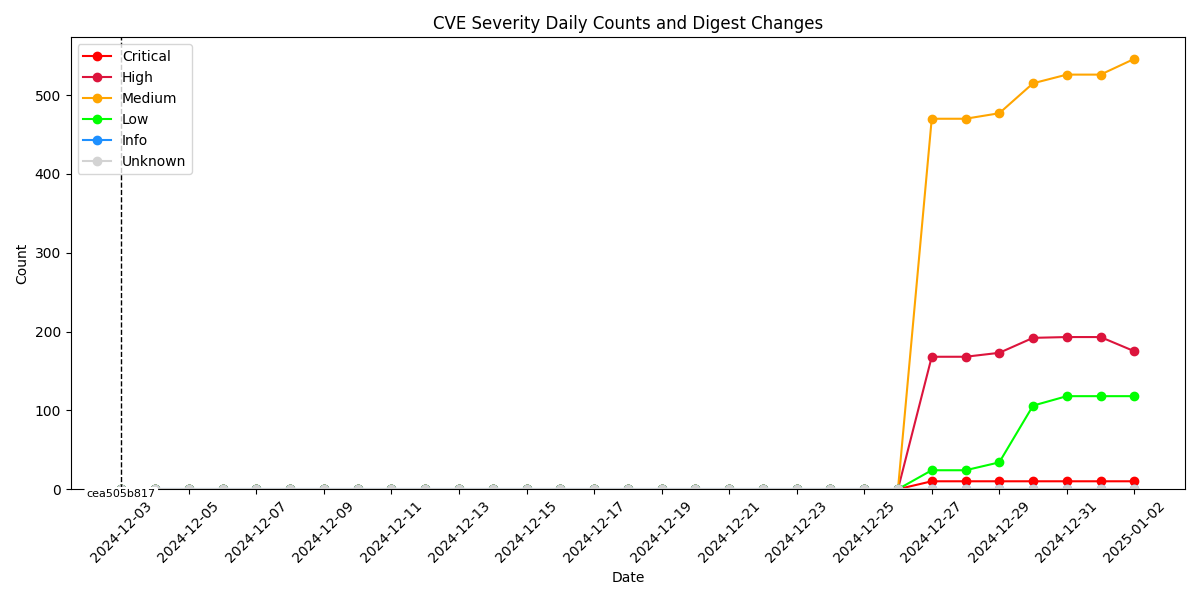 CVE Severity Daily Counts and Digest Changes
Critical
High
Medium
Low
Info
Unknown
500
400
300
200
100
0
Count
cea505b817
2024-12-03
2024-12-05
2024-12-07
2024-12-09
2024-12-11
2024-12-13
2024-12-15
2024-12-17
2024-12-19
2024-12-21
2024-12-23
2024-12-25
2024-12-27
2024-12-29
2024-12-31
2025-01-02
Date